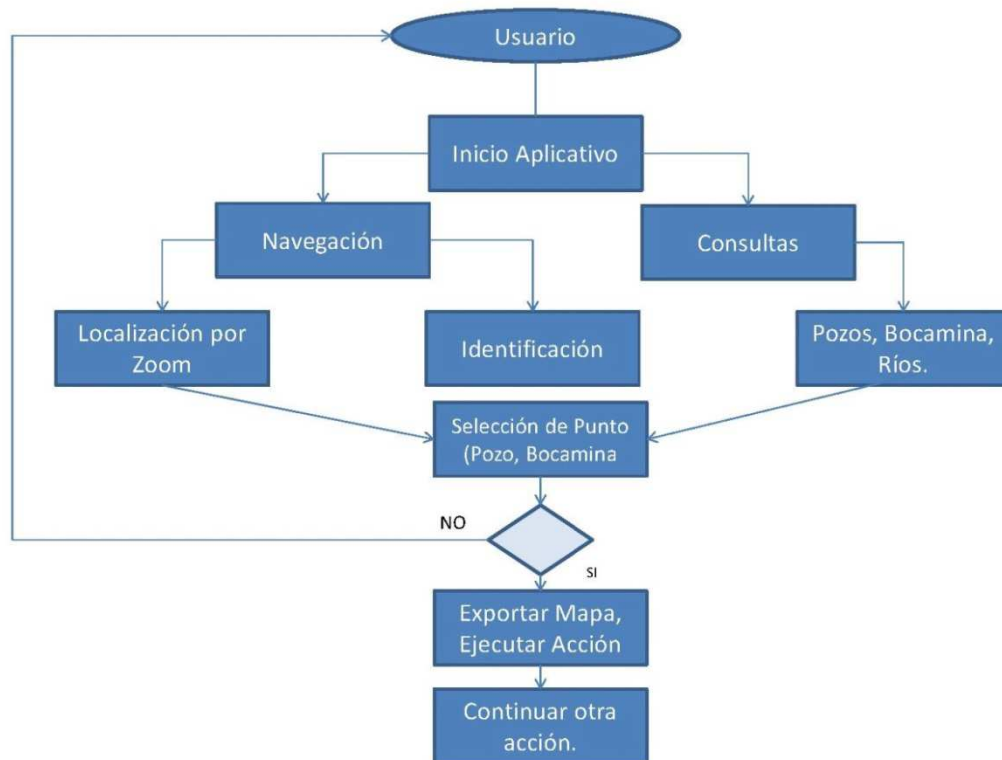 Usuario
Inicio Aplicativo
Navegación
Consultas
Localización por
Zoom
Identificación
Pozos, Bocamina,
Ríos.
Selección de Punto
(Pozo, Bocamina
NO
SI
Exportar Mapa,
Ejecutar Acción
Continuar otra
acción.